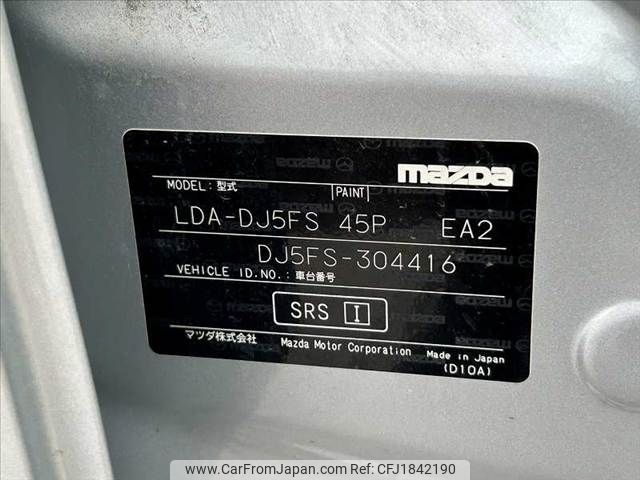 mazda
MODEL: 型式 PAINT
LDA-DJ5FS 45P EA2
DJ5FS-304416
VEHICLE ID.NO.: 車台番号
SRS I
マツダ株式会社 Mazda Motor Corporation Made in Japan
(D10A)
www.CarFromJapan.com - CFJ1842190